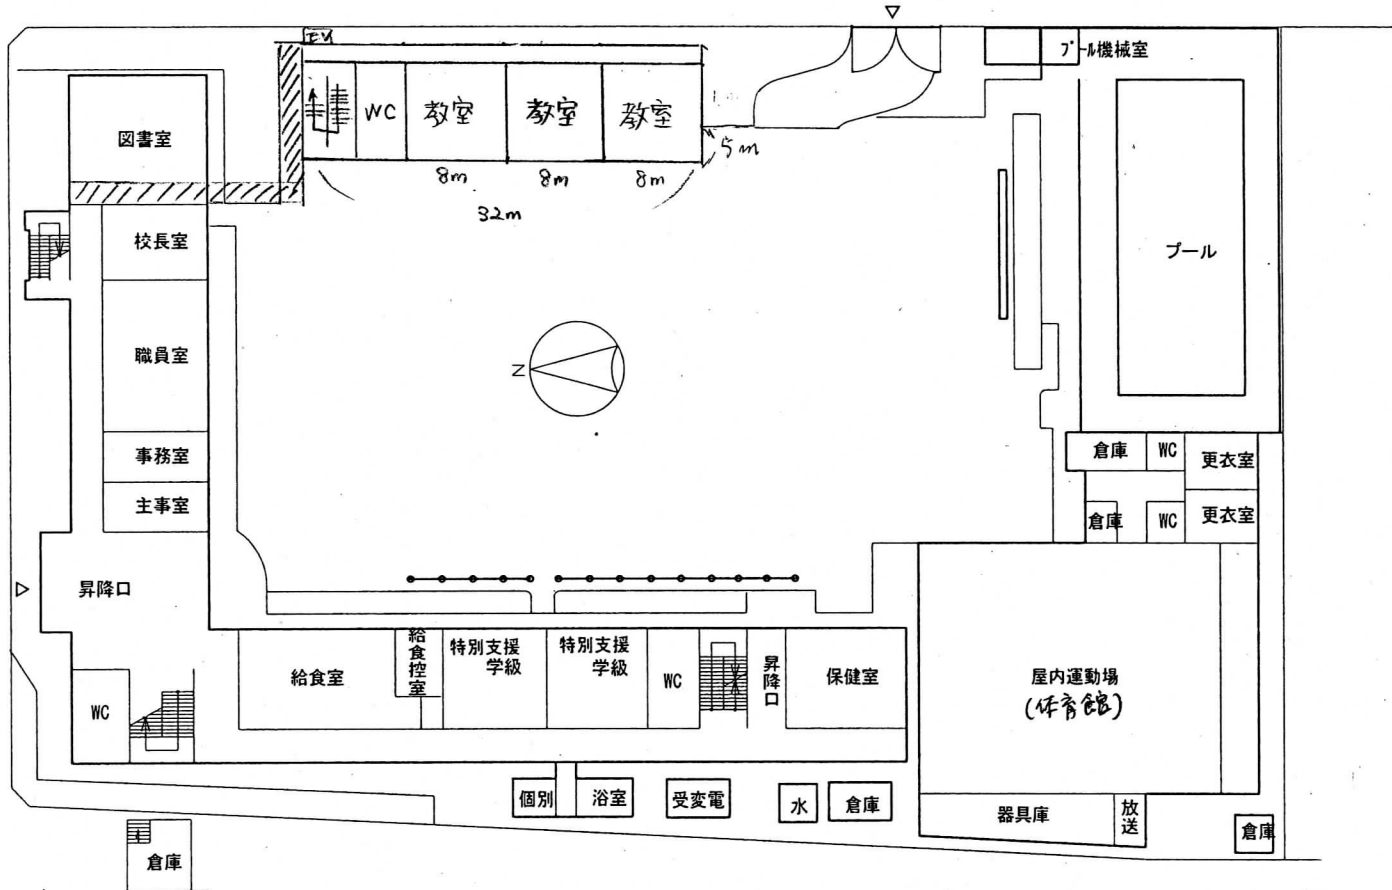 ▽
EV
プール機械室
WC
教室
教室
教室
図書室
5m
8m
8m
8m
32m
校長室
プール
職員室
N
事務室
倉庫
WC
更衣室
主事室
倉庫
WC
更衣室
▷
昇降口
給食室
給食控室
特別支援
学級
特別支援
学級
WC
昇降口
保健室
屋内運動場
(体育館)
WC
個別
浴室
受変電
水
倉庫
器具庫
放送
倉庫
倉庫